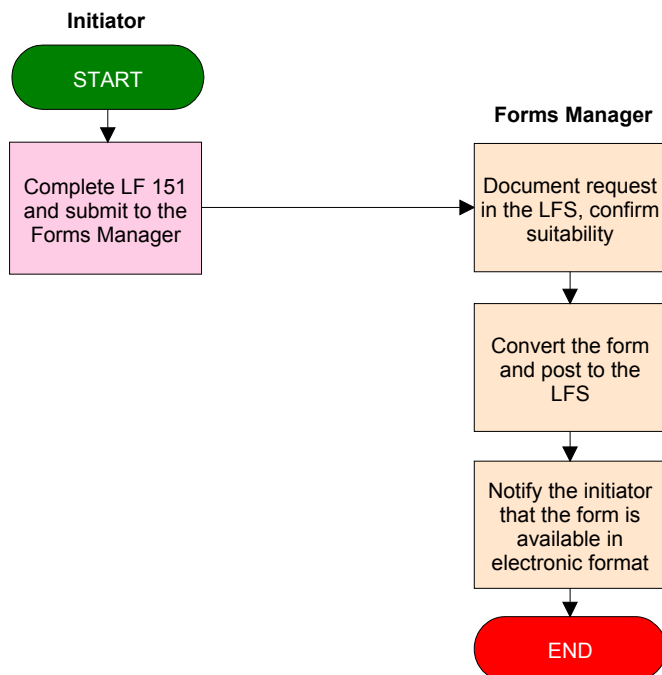 Initiator
START
Complete LF 151
and submit to the
Forms Manager
Forms Manager
Document request
in the LFS, confirm
suitability
Convert the form
and post to the
LFS
Notify the initiator
that the form is
available in
electronic format
END